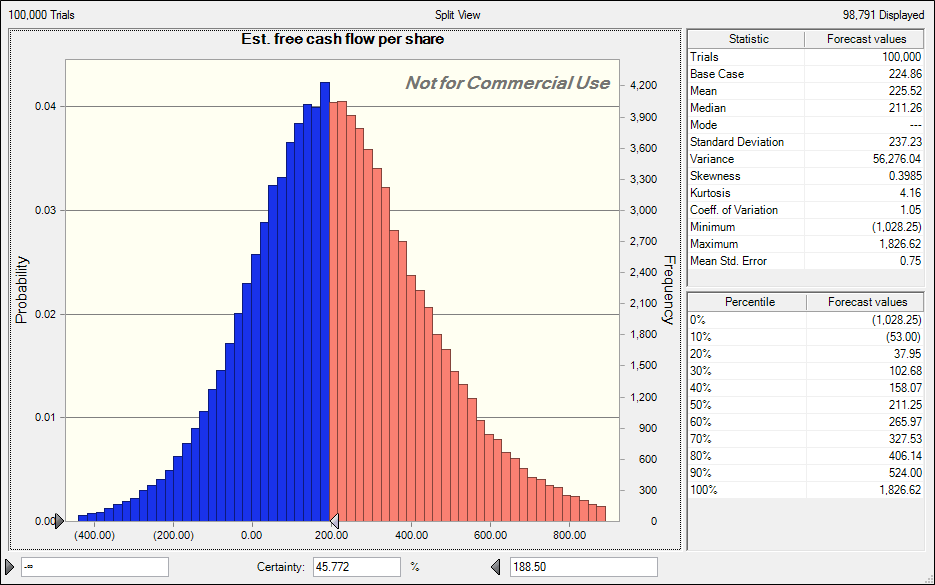 100,000 Trials Split View 98,791 Displayed
Est. free cash flow per share
Not for Commercial Use
Probability
0.04
0.03
0.02
0.01
0.00
4,200
3,900
3,600
3,300
3,000
2,700
2,400
2,100
1,800
1,500
1,200
900
600
300
0
Frequency
(400.00) (200.00) 0.00 200.00 400.00 600.00 800.00
Statistic Forecast values
Trials 100,000
Base Case 224.86
Mean 225.52
Median 211.26
Mode ---
Standard Deviation 237.23
Variance 56,276.04
Skewness 0.3985
Kurtosis 4.16
Coeff. of Variation 1.05
Minimum (1,028.25)
Maximum 1,826.62
Mean Std. Error 0.75
Percentile Forecast values
0% (1,028.25)
10% (53.00)
20% 37.95
30% 102.68
40% 158.07
50% 211.25
60% 265.97
70% 327.53
80% 406.14
90% 524.00
100% 1,826.62
-∞ Certainty: 45.772 % 188.50